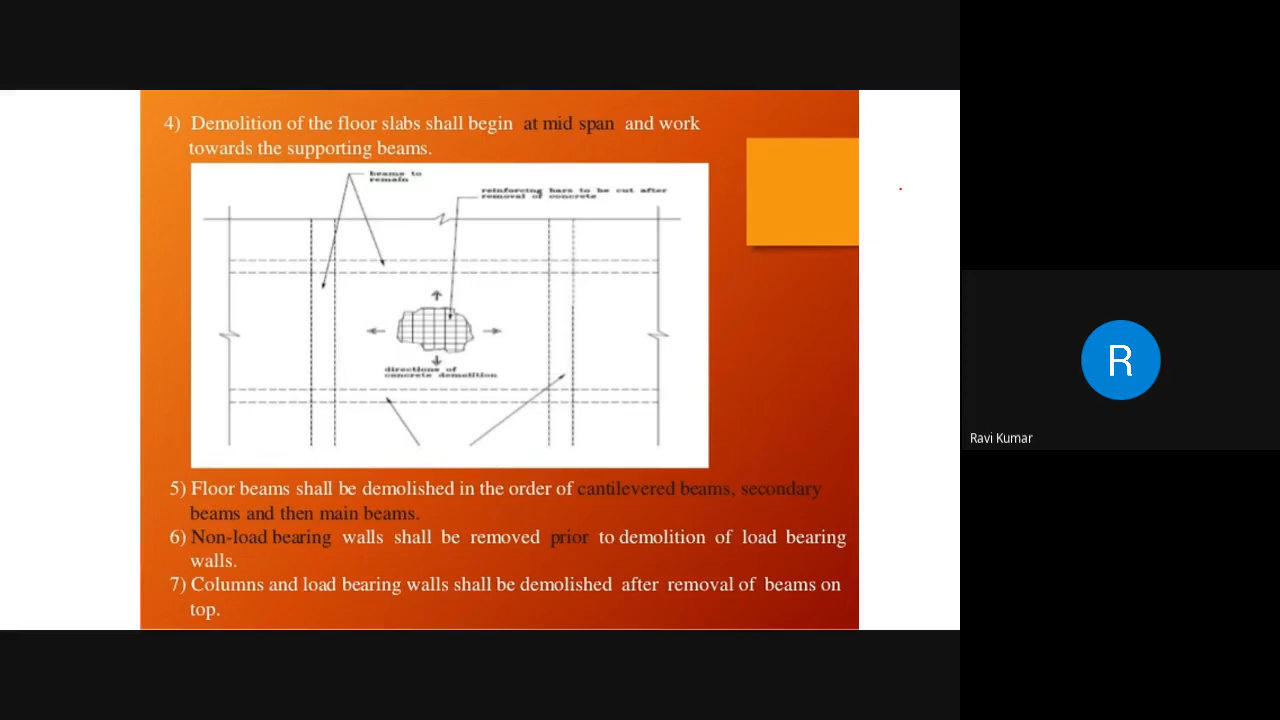 4) Demolition of the floor slabs shall begin at mid span and work
towards the supporting beams.
beams to
remain
reinforcing bars to be cut after
removal of concrete
directions of
concrete demolition
5) Floor beams shall be demolished in the order of cantilevered beams, secondary
beams and then main beams.
6) Non-load bearing walls shall be removed prior to demolition of load bearing
walls.
7) Columns and load bearing walls shall be demolished after removal of beams on
top.
R
Ravi Kumar